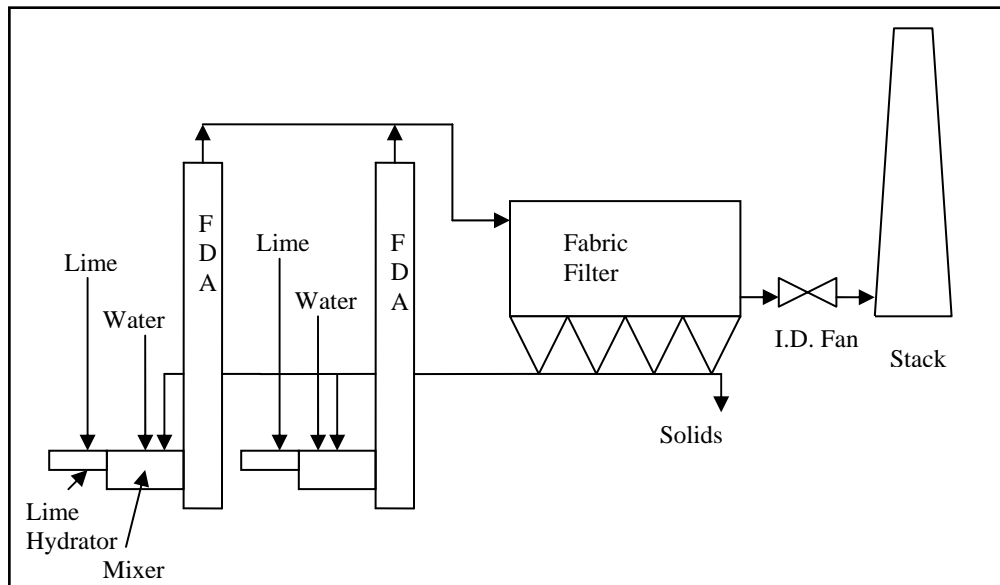 F
D
A
F
D
A
Lime
Water
Lime
Water
Fabric
Filter
I.D. Fan
Stack
Solids
Lime
Hydrator
Mixer